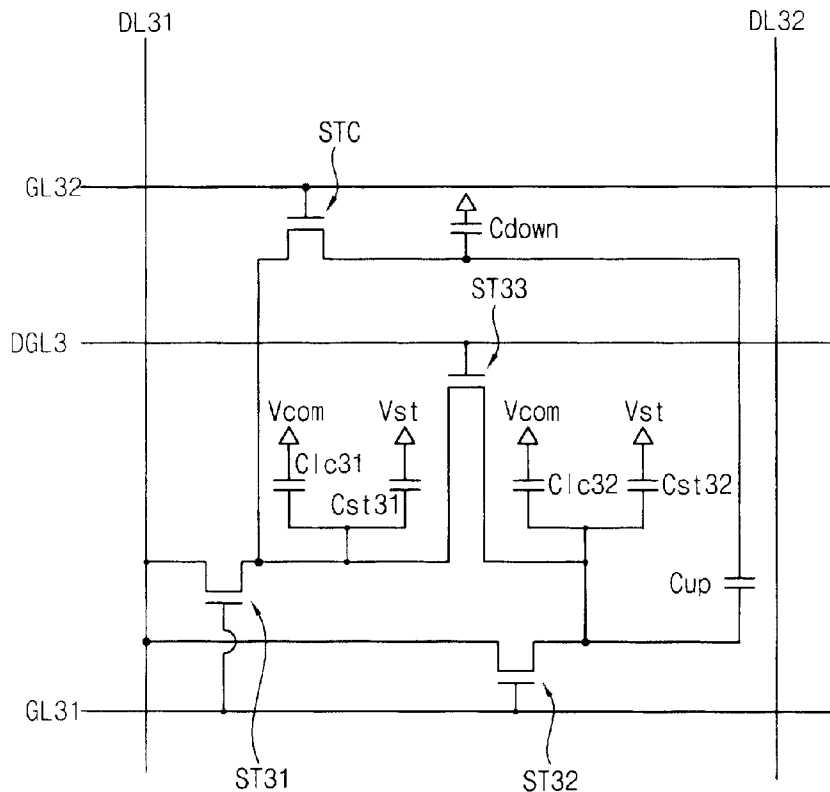 DL31
DL32
STC
GL32
Cdown
ST33
DGL3
Vcom
Vst
Vcom
Vst
Clc31
Cst31
Clc32
Cst32
Cup
GL31
ST31
ST32